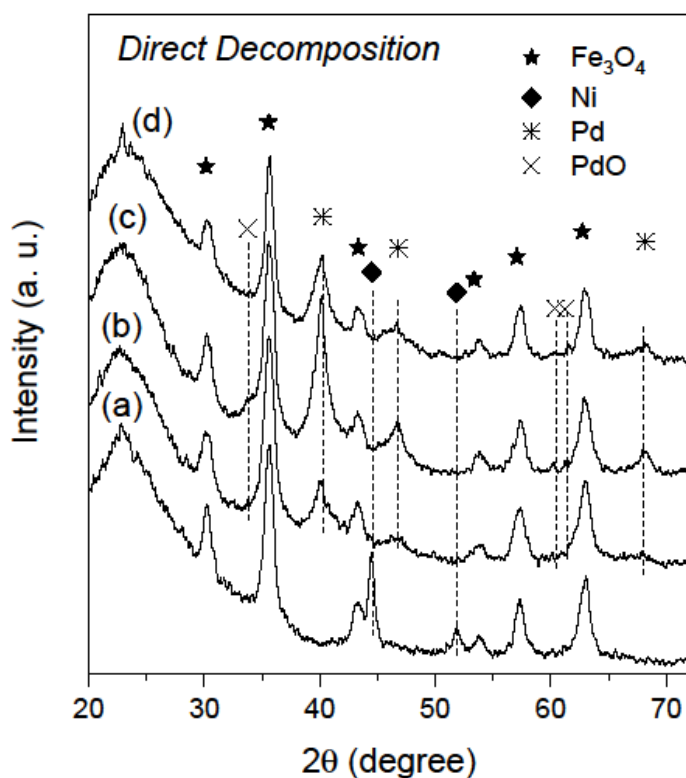 Direct Decomposition
Fe₃O₄
Ni
Pd
PdO
(d)
(c)
(b)
(a)
Intensity (a. u.)
20 30 40 50 60 70
2θ (degree)